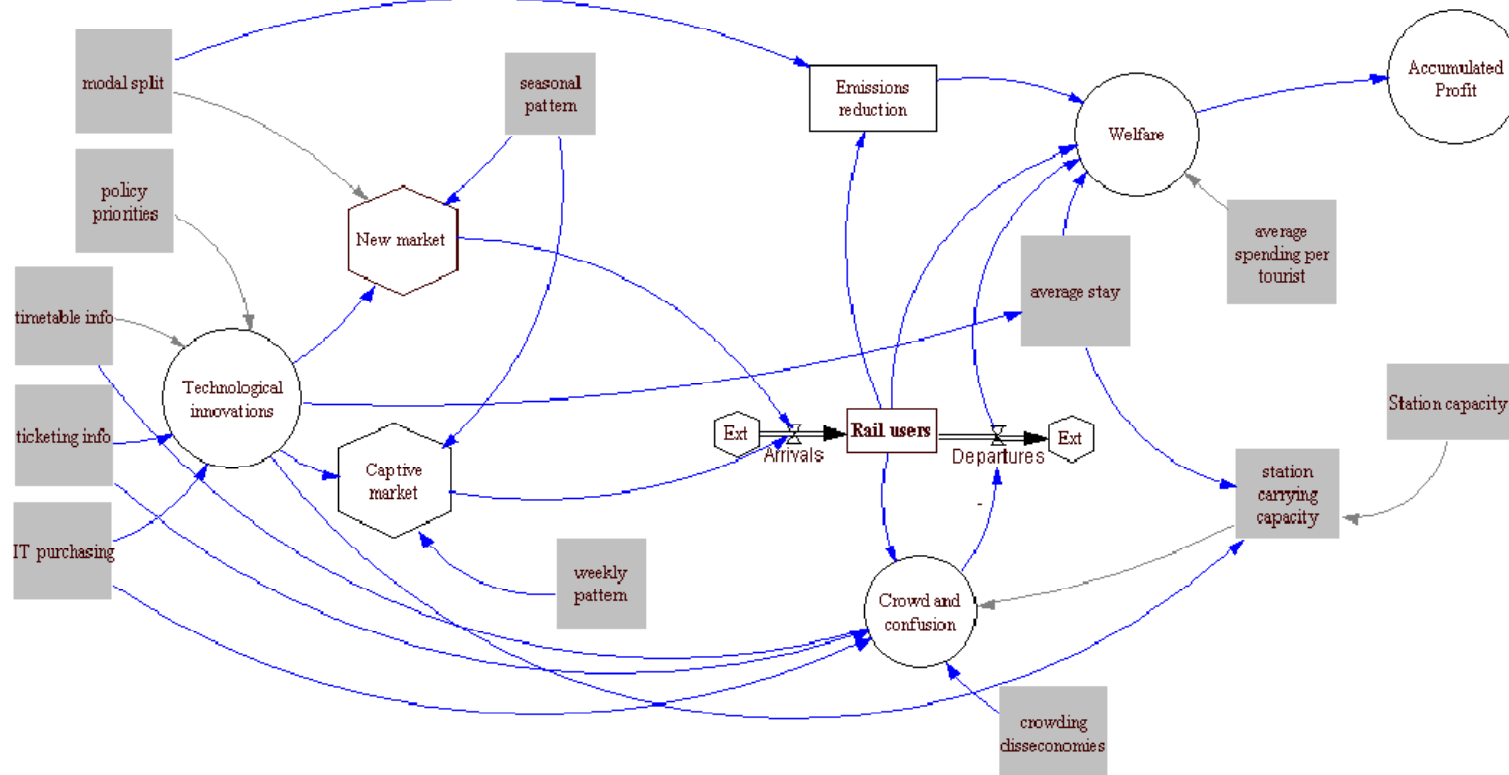 modal split
seasonal
pattern
Emissions
reduction
Welfare
Accumulated
Profit
policy
priorities
New market
average
spending per
tourist
timetable info
average stay
Technological
innovations
ticketing info
Captive
market
Ext
Arrivals
Rail users
Departures
Ext
Station capacity
station
carrying
capacity
-
IT purchasing
weekly
pattern
Crowd and
confusion
crowding
disseconomies